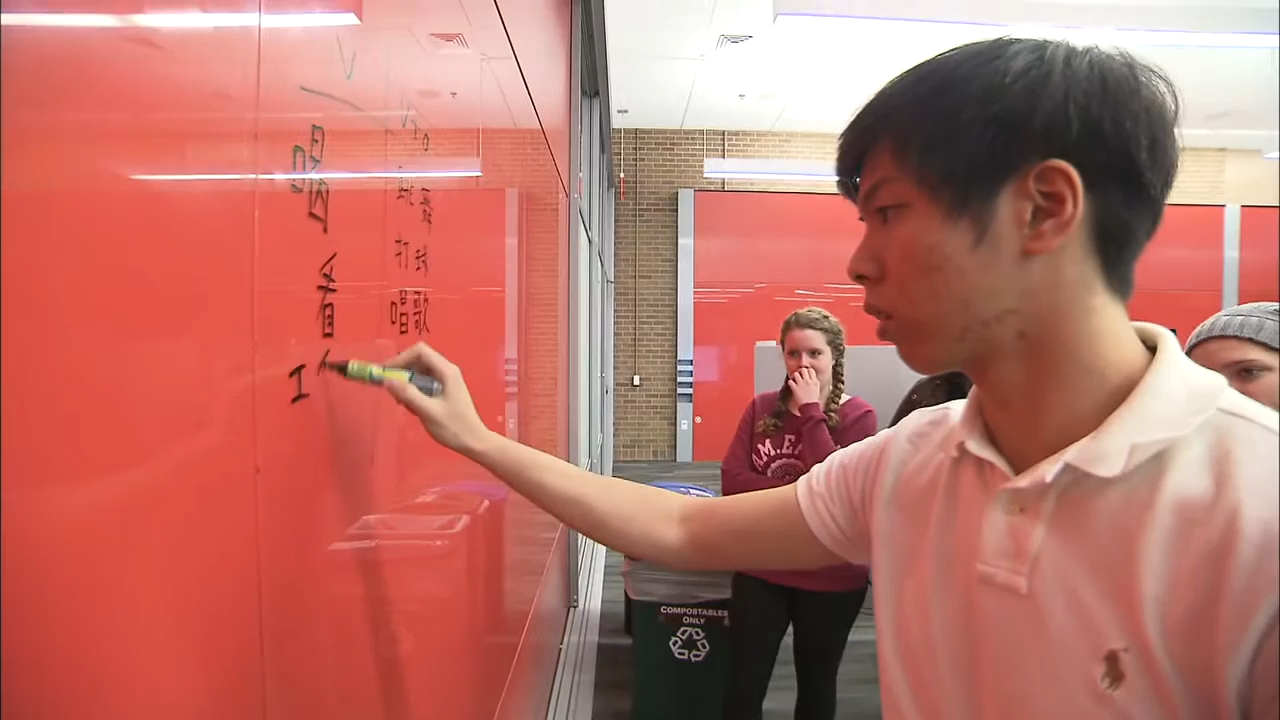 V
唱
看
工
V O
跳 舞
打 球
唱歌
COMPOSTABLES
ONLY